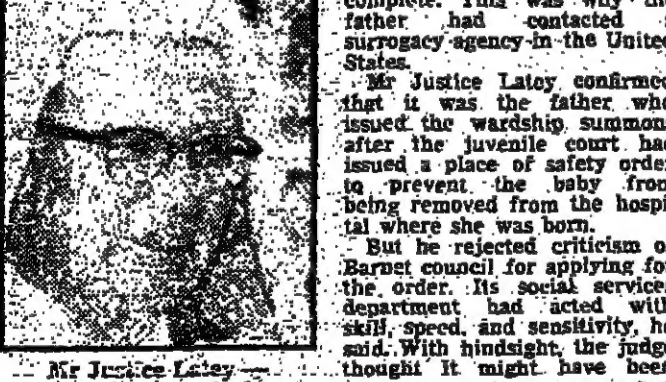 complete. This was why
father had contacted
surrogacy agency in the United
States.
Mr Justice Latey confirmed
that it was the father who
issued the wardship summons
after the juvenile court had
issued a place of safety order
to prevent the baby from
being removed from the hospi
tal where she was born.
But he rejected criticism of
Barnet council for applying for
the order. Its social services
department had acted with
skill, speed, and sensitivity, he
said. With hindsight, the judge
thought It might have been
Mr Justice Latey